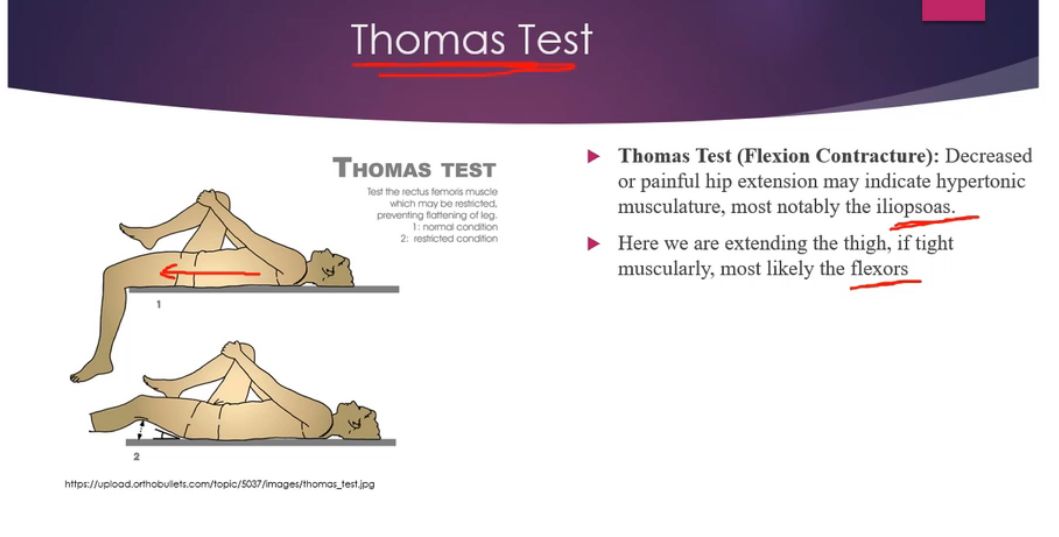 Thomas Test
THOMAS TEST
Test the rectus femoris muscle
which may be restricted,
preventing flattening of leg.
1: normal condition
2: restricted condition
1
2
https://upload.orthobullets.com/topic/5037/images/thomas_test.jpg
Thomas Test (Flexion Contracture): Decreased
or painful hip extension may indicate hypertonic
musculature, most notably the iliopsoas.
Here we are extending the thigh, if tight
muscularly, most likely the flexors